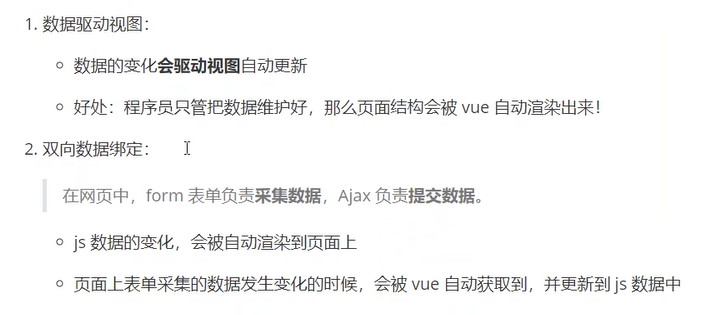 1. 数据驱动视图：
数据的变化会驱动视图自动更新
好处：程序员只管把数据维护好，那么页面结构会被 vue 自动渲染出来！
2. 双向数据绑定：
在网页中，form 表单负责采集数据，Ajax 负责提交数据。
js 数据的变化，会被自动渲染到页面上
页面上表单采集的数据发生变化的时候，会被 vue 自动获取到，并更新到 js 数据中